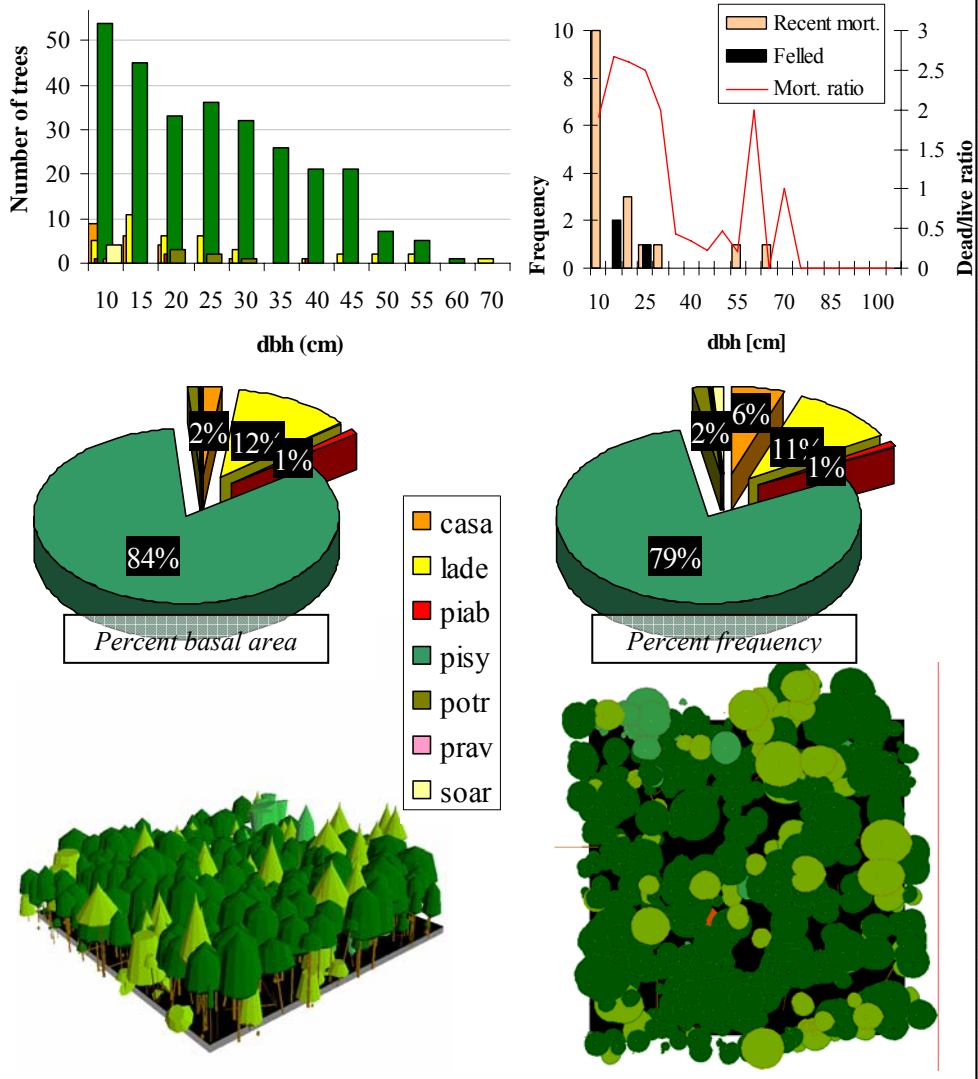 Number of trees
50
40
30
20
10
0
10 15 20 25 30 35 40 45 50 55 60 70
dbh (cm)
Frequency
10
8
6
4
2
0
Recent mort.
Felled
Mort. ratio
3
2.5
2
1.5
1
0.5
0
Dead/live ratio
10 25 40 55 70 85 100
dbh [cm]
2%
12%
1%
84%
Percent basal area
2%
6%
11%
1%
79%
Percent frequency
casa
lade
piab
pisy
potr
prav
soar